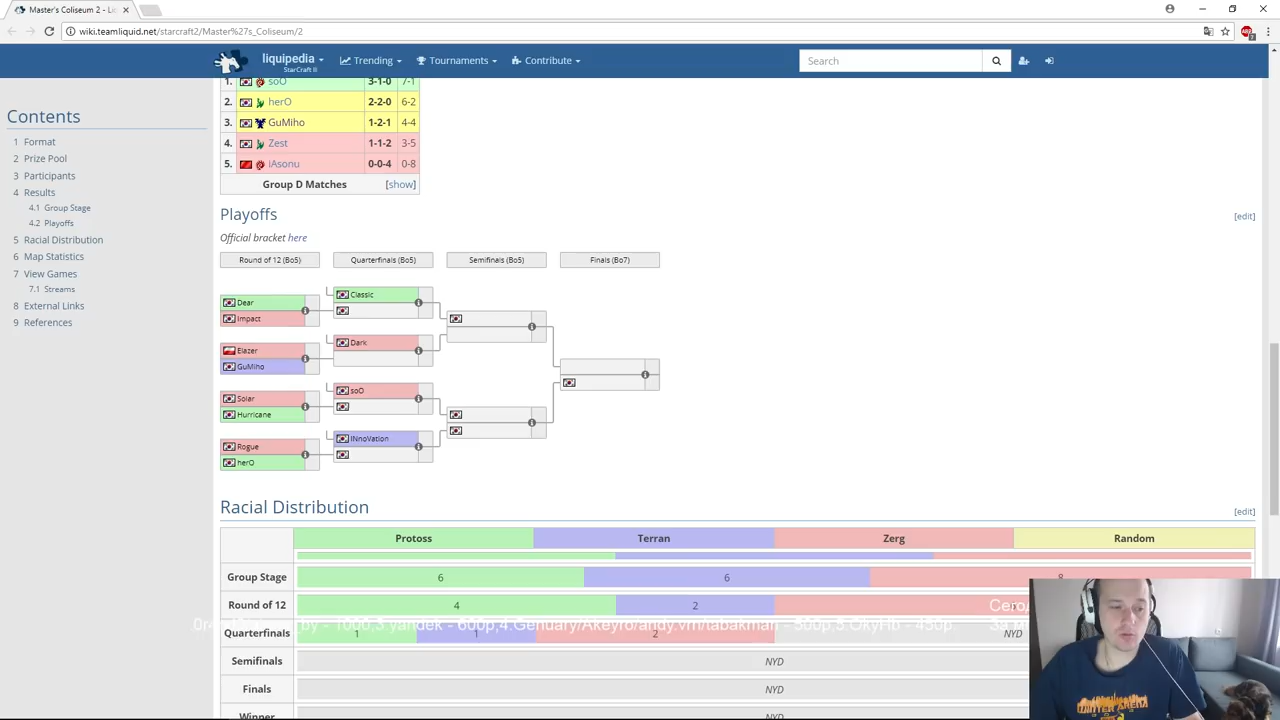 Master's Coliseum 2 - Li
wiki.teamliquid.net/starcraft2/Master%27s_Coliseum/2
liquipedia
StarCraft II
Trending
Tournaments
Contribute
Search
Contents
1 Format
2 Prize Pool
3 Participants
4 Results
4.1 Group Stage
4.2 Playoffs
5 Racial Distribution
6 Map Statistics
7 View Games
7.1 Streams
8 External Links
9 References
1. soO 3-1-0 7-1
2. herO 2-2-0 6-2
3. GuMiho 1-2-1 4-4
4. Zest 1-1-2 3-5
5. iAsonu 0-0-4 0-8
Group D Matches [show]
Playoffs [edit]
Official bracket here
Round of 12 (Bo5) Quarterfinals (Bo5) Semifinals (Bo5) Finals (Bo7)
Dear
Impact
Elazer
GuMiho
Solar
Hurricane
Rogue
herO
Classic
Dark
soO
INnoVation
Racial Distribution [edit]
Protoss Terran Zerg Random
Group Stage 6 6 8
Round of 12 4 2
Quarterfinals 1 1 2 NYD
Semifinals NYD
Finals NYD
Winner